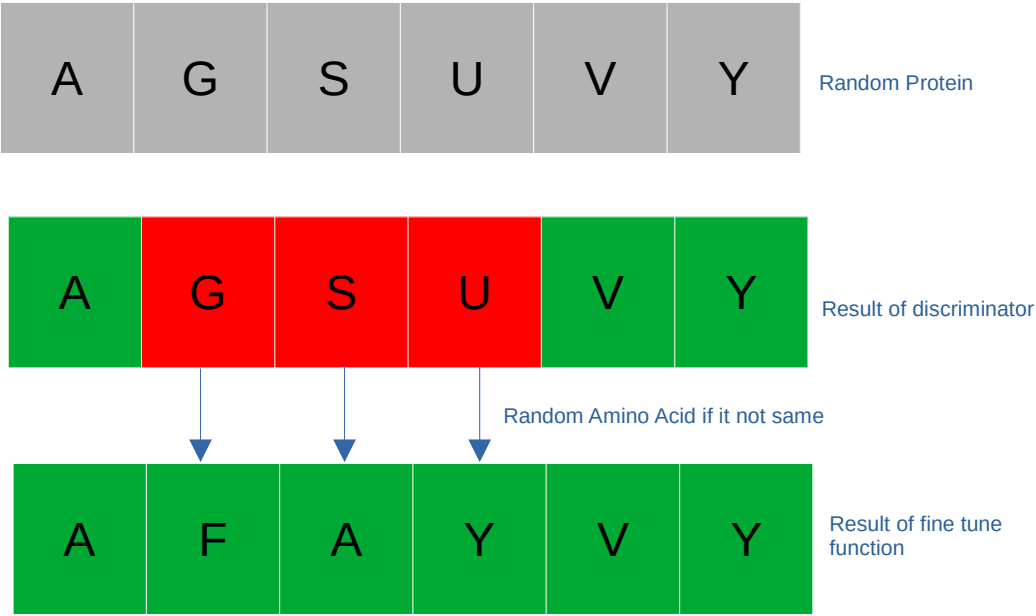 A G S U V Y
Random Protein
A G S U V Y
Result of discriminator
Random Amino Acid if it not same
A F A Y V Y
Result of fine tune
function